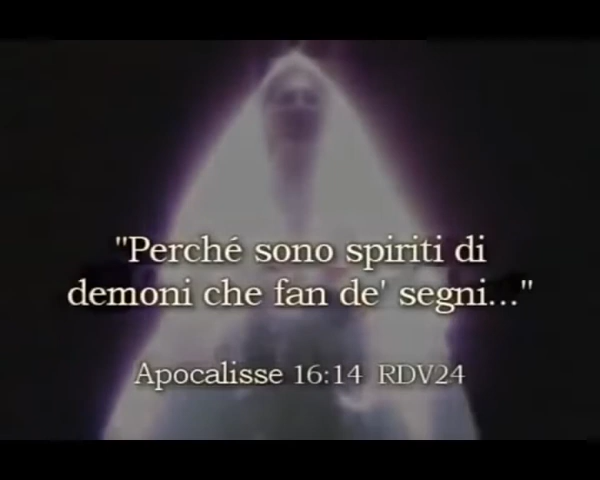 "Perché sono spiriti di
demoni che fan de' segni..."
Apocalisse 16:14 RDV24